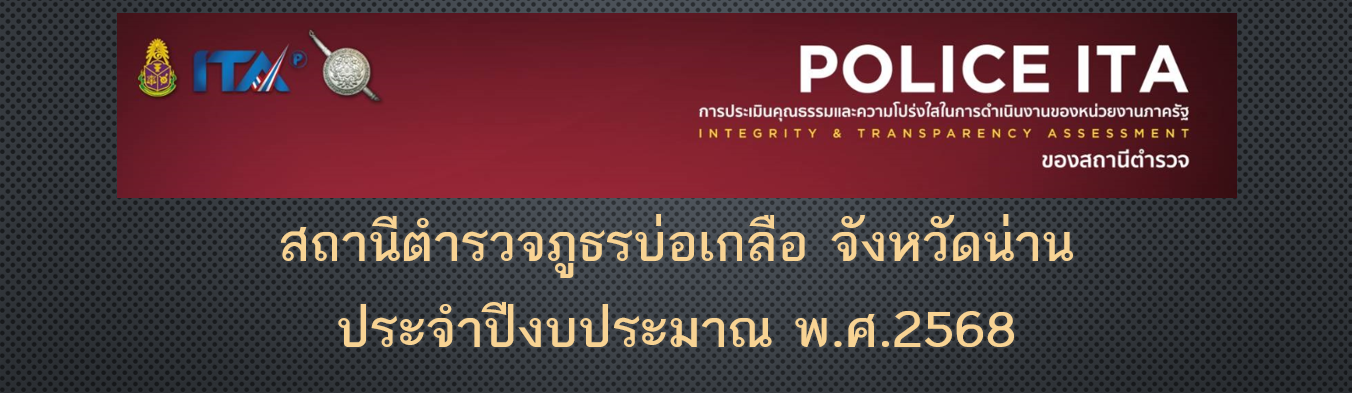 ITA
P
POLICE ITA
การประเมินคุณธรรมและความโปร่งใสในการดำเนินงานของหน่วยงานภาครัฐ
INTEGRITY & TRANSPARENCY ASSESSMENT
ของสถานีตำรวจ
สถานีตำรวจภูธรบ่อเกลือ จังหวัดน่าน
ประจำปีงบประมาณ พ.ศ.2568